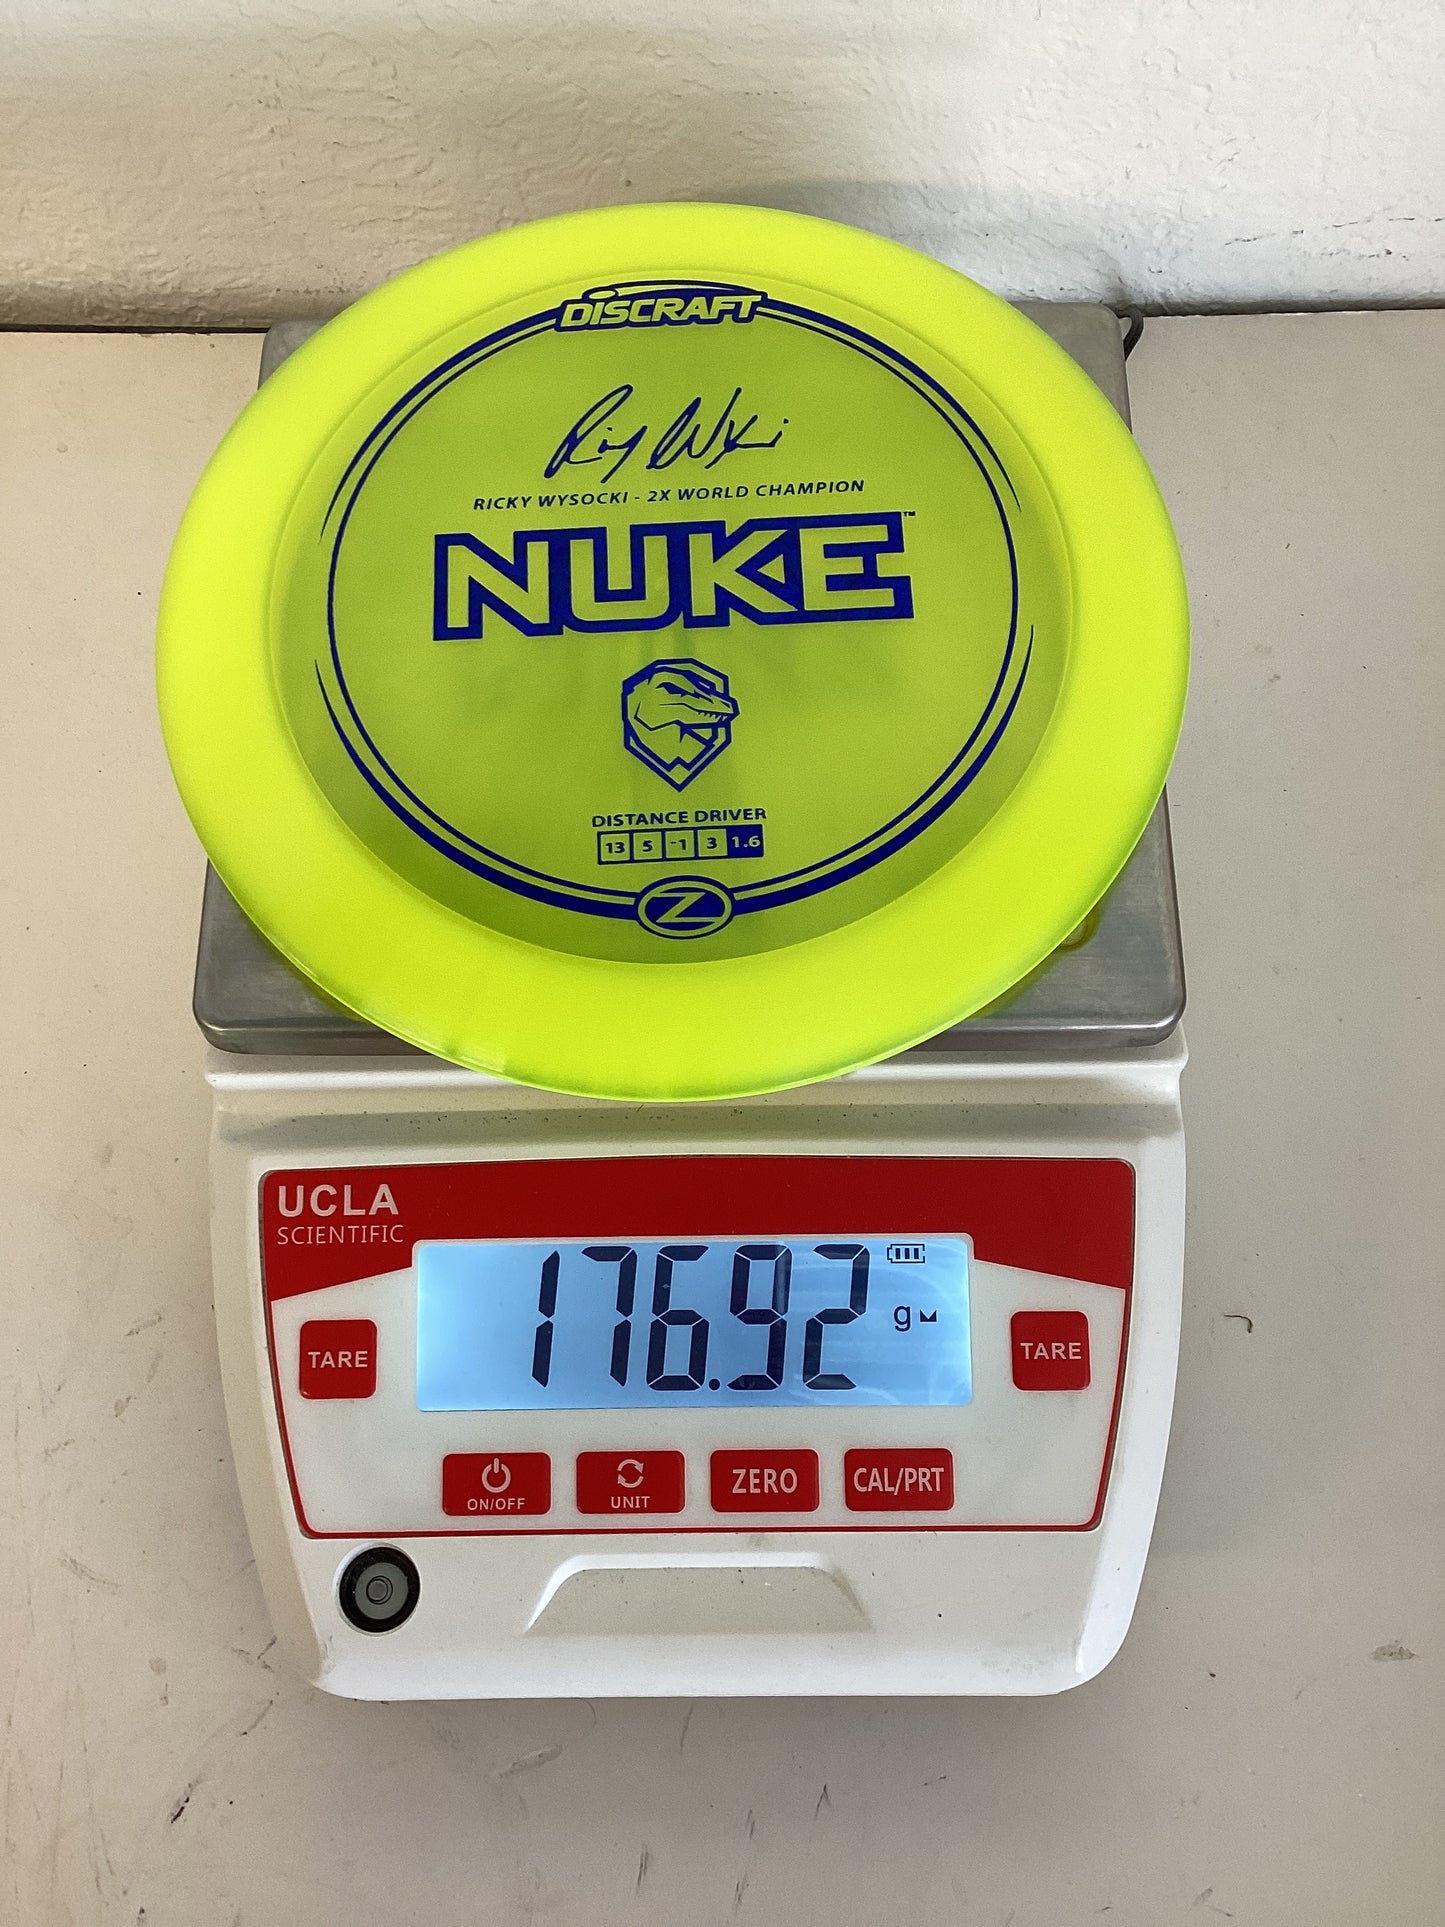 DISCRAFT
RICKY WYSOCKI - 2X WORLD CHAMPION
NUKE™
DISTANCE DRIVER
13 5 -1 3 1.6
Z
UCLA
SCIENTIFIC
176.92 g
TARE
TARE
ON/OFF
UNIT
ZERO
CAL/PRT